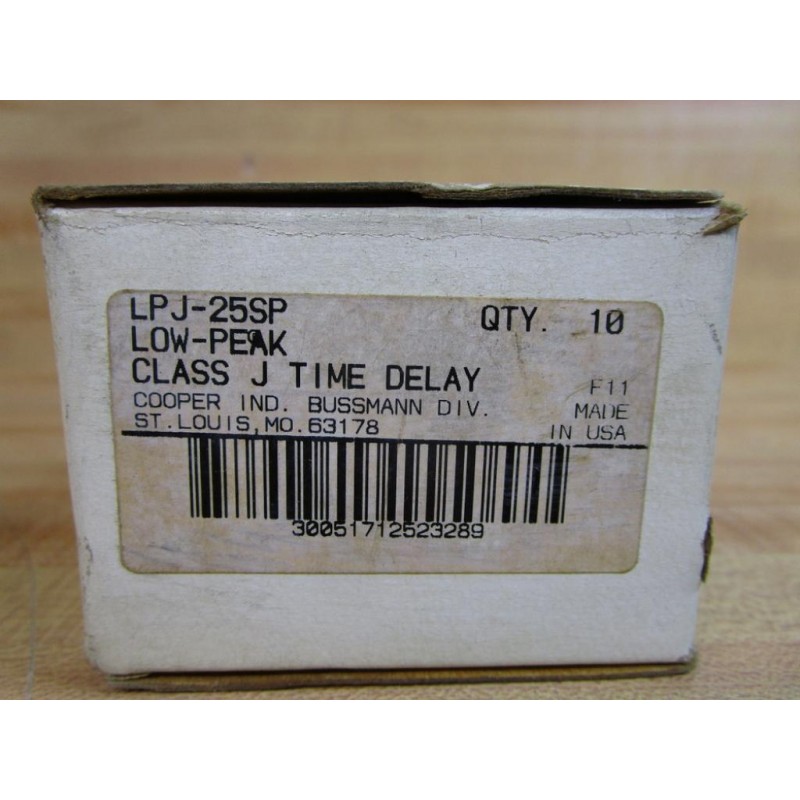 LPJ-25SP QTY. 10
LOW-PEAK
CLASS J TIME DELAY
F11
COOPER IND. BUSSMANN DIV. MADE
ST. LOUIS, MO. 63178 IN USA
30051712523289